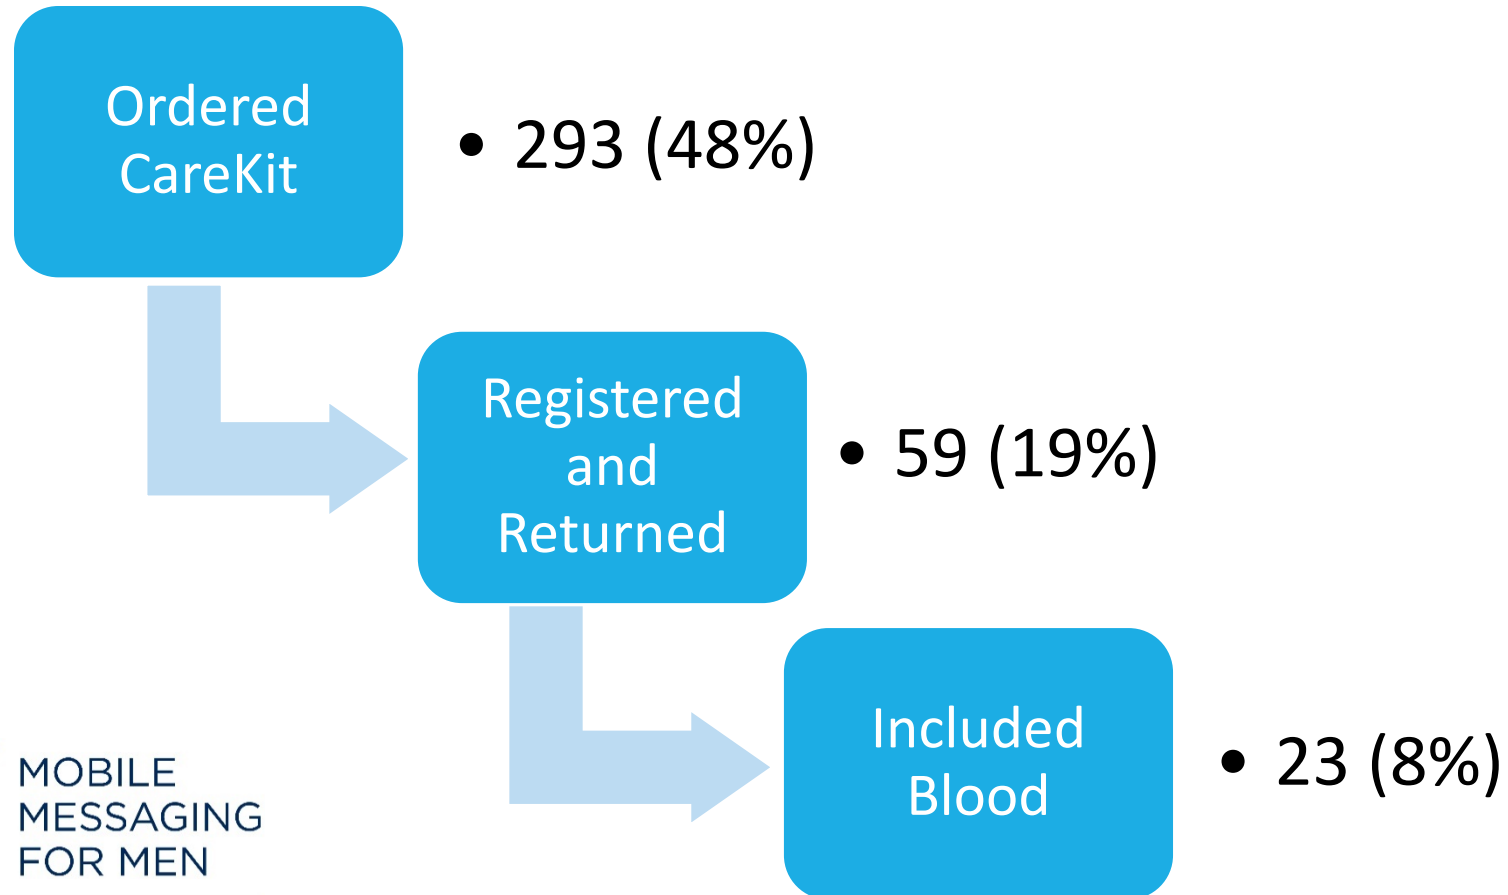 Ordered
CareKit
• 293 (48%)
Registered
and
Returned
• 59 (19%)
Included
Blood
• 23 (8%)
MOBILE
MESSAGING
FOR MEN